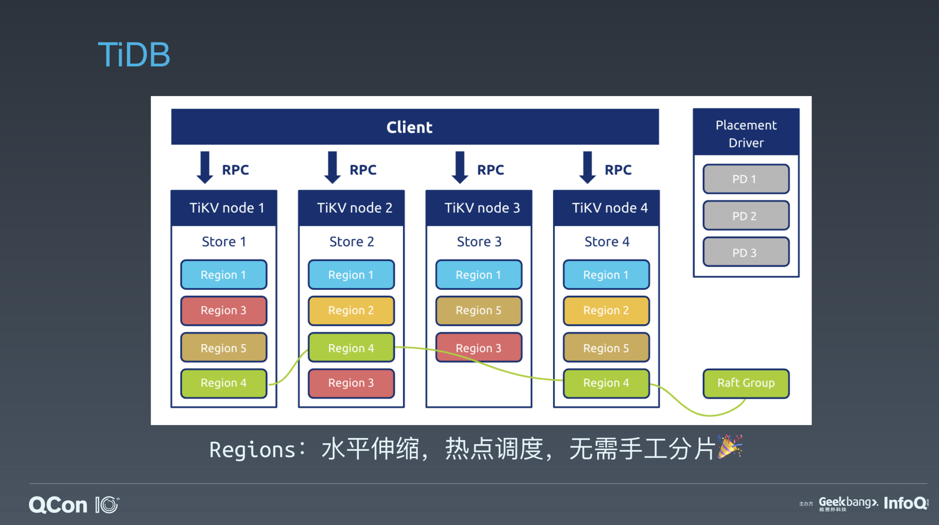 TiDB
Client
Placement
Driver
RPC
RPC
RPC
RPC
PD 1
PD 2
PD 3
TiKV node 1
Store 1
Region 1
Region 3
Region 5
Region 4
TiKV node 2
Store 2
Region 1
Region 2
Region 4
Region 3
TiKV node 3
Store 3
Region 1
Region 5
Region 3
TiKV node 4
Store 4
Region 1
Region 2
Region 5
Region 4
Raft Group
Regions：水平伸缩，热点调度，无需手工分片🎉
QCon 10
主办方 Geekbang>. InfoQ
极客邦科技